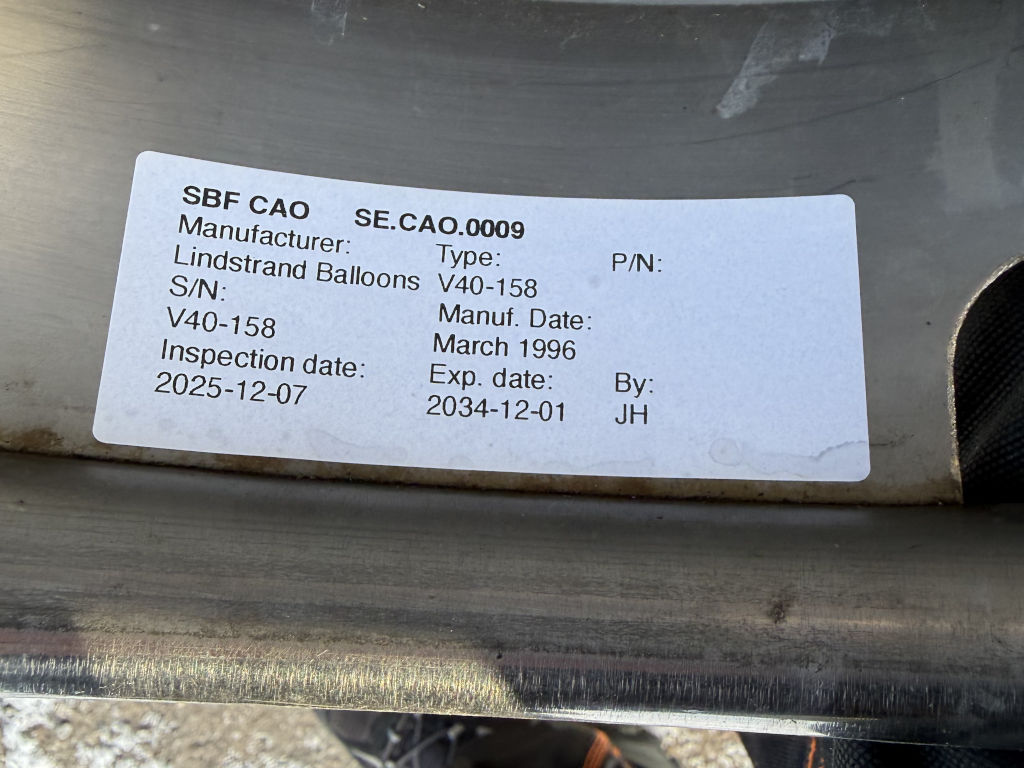 SBF CAO SE.CAO.0009
Manufacturer: Type: P/N:
Lindstrand Balloons V40-158
S/N: Manuf. Date:
V40-158 March 1996
Inspection date: Exp. date: By:
2025-12-07 2034-12-01 JH